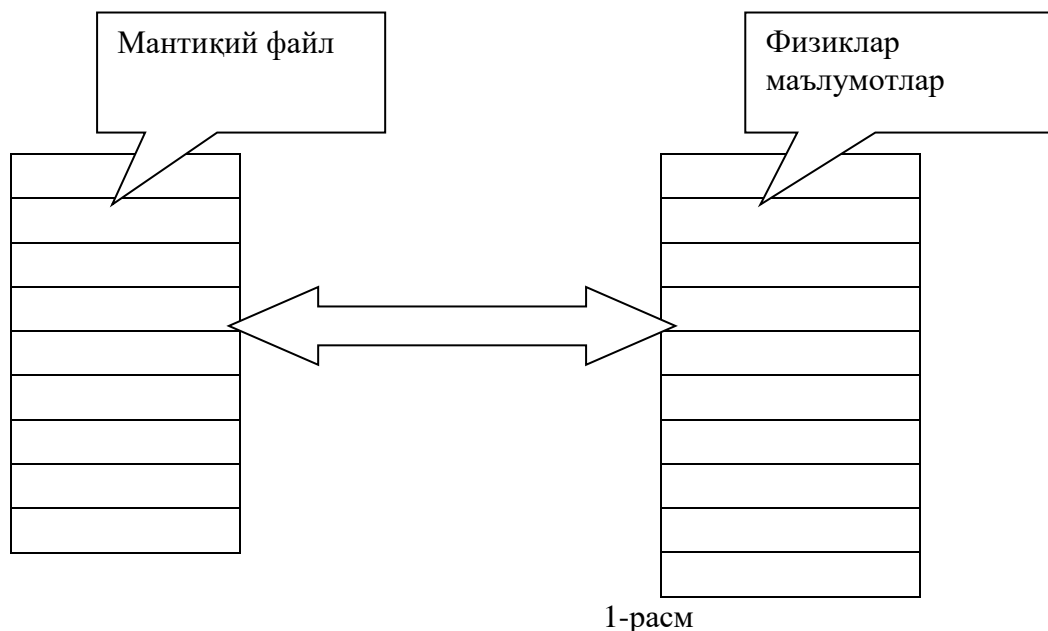 Мантиқий файл
Физиклар
маълумотлар
1-расм